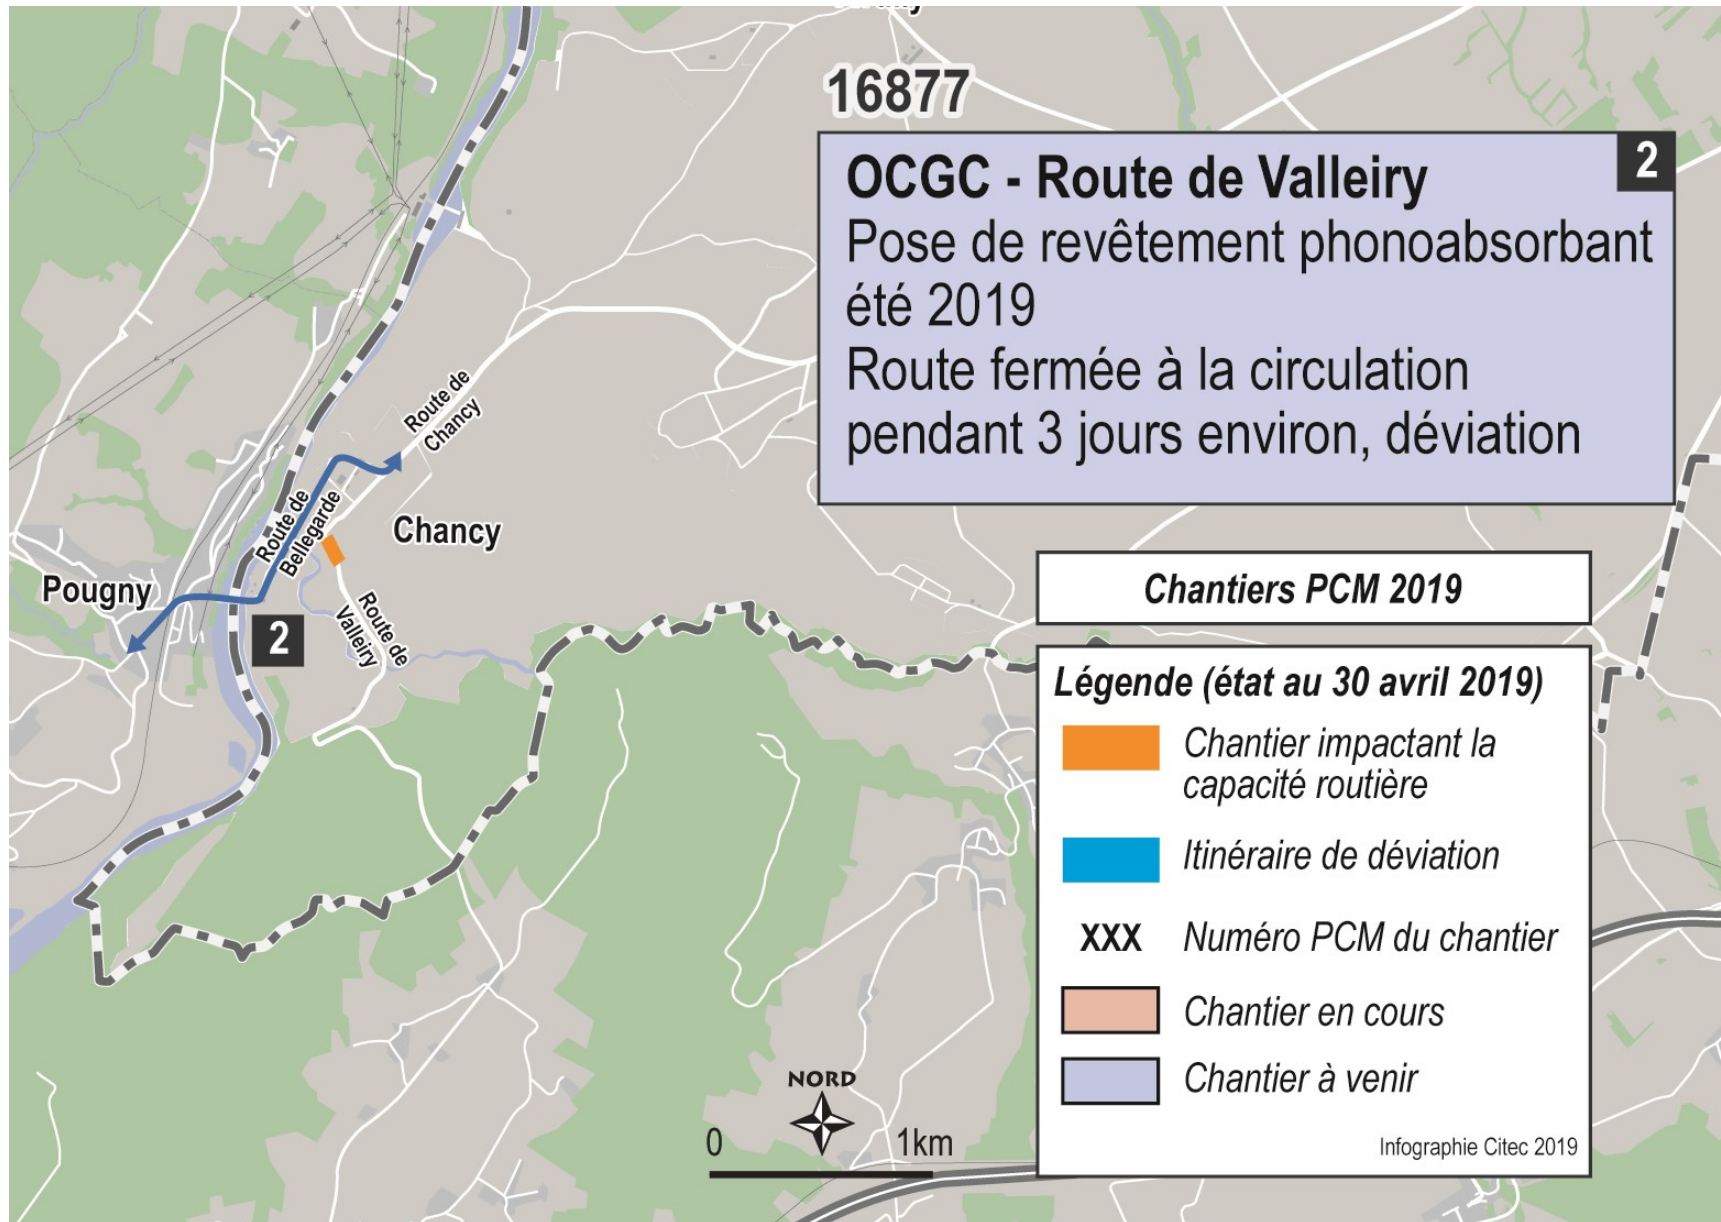 16877
OCGC - Route de Valleiry
2
Pose de revêtement phonoabsorbant
été 2019
Route fermée à la circulation
pendant 3 jours environ, déviation
Route de
Chancy
Route de
Bellegarde
Chancy
Pougny
2
Route de
Valleiry
Chantiers PCM 2019
Légende (état au 30 avril 2019)
Chantier impactant la
capacité routière
Itinéraire de déviation
XXX Numéro PCM du chantier
Chantier en cours
Chantier à venir
NORD
0 1km
Infographie Citec 2019